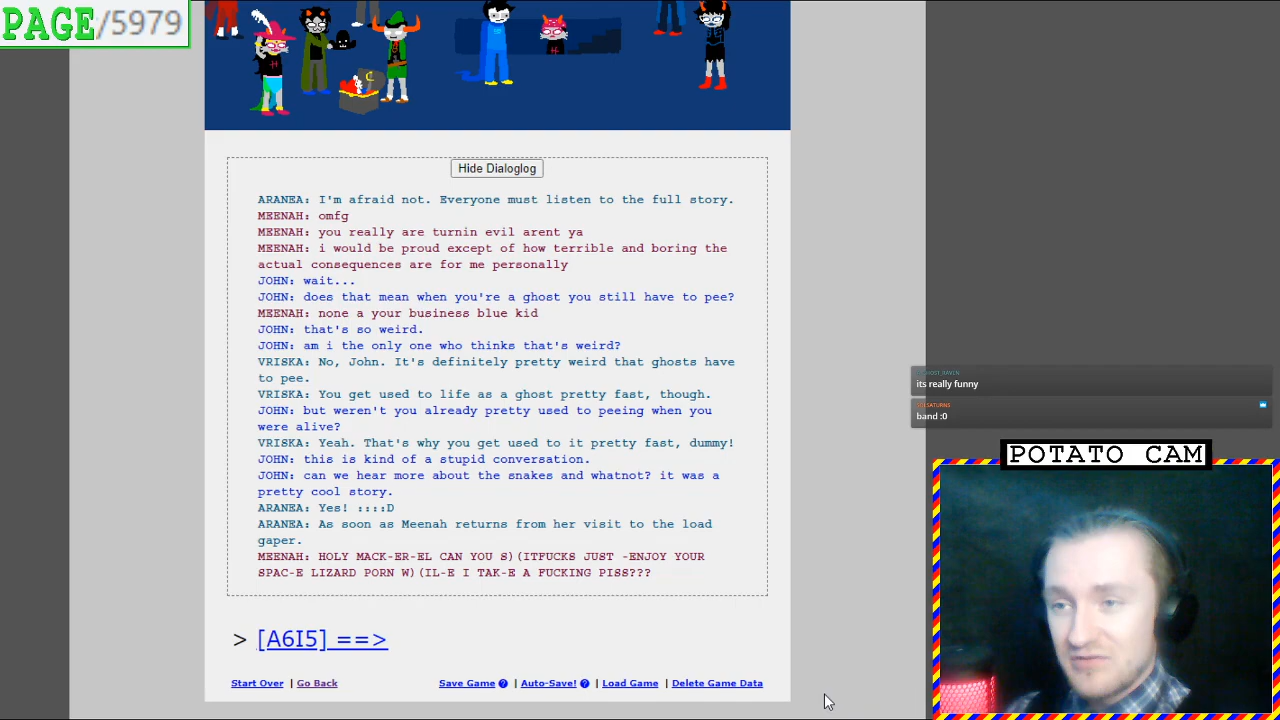 PAGE/5979
Hide Dialoglog
ARANEA: I'm afraid not. Everyone must listen to the full story.
MEENAH: omfg
MEENAH: you really are turnin evil arent ya
MEENAH: i would be proud except of how terrible and boring the
actual consequences are for me personally
JOHN: wait...
JOHN: does that mean when you're a ghost you still have to pee?
MEENAH: none a your business blue kid
JOHN: that's so weird.
JOHN: am i the only one who thinks that's weird?
VRISKA: No, John. It's definitely pretty weird that ghosts have
to pee.
VRISKA: You get used to life as a ghost pretty fast, though.
JOHN: but weren't you already pretty used to peeing when you
were alive?
VRISKA: Yeah. That's why you get used to it pretty fast, dummy!
JOHN: this is kind of a stupid conversation.
JOHN: can we hear more about the snakes and whatnot? it was a
pretty cool story.
ARANEA: Yes! ::::D
ARANEA: As soon as Meenah returns from her visit to the load
gaper.
MEENAH: HOLY MACK-ER-EL CAN YOU S)(ITFUCKS JUST -ENJOY YOUR
SPAC-E LIZARD PORN W)(IL-E I TAK-E A FUCKING PISS???
> [A6I5] ==>
Start Over | Go Back
Save Game ? | Auto-Save! ? | Load Game | Delete Game Data
its really funny
band :0
POTATO CAM